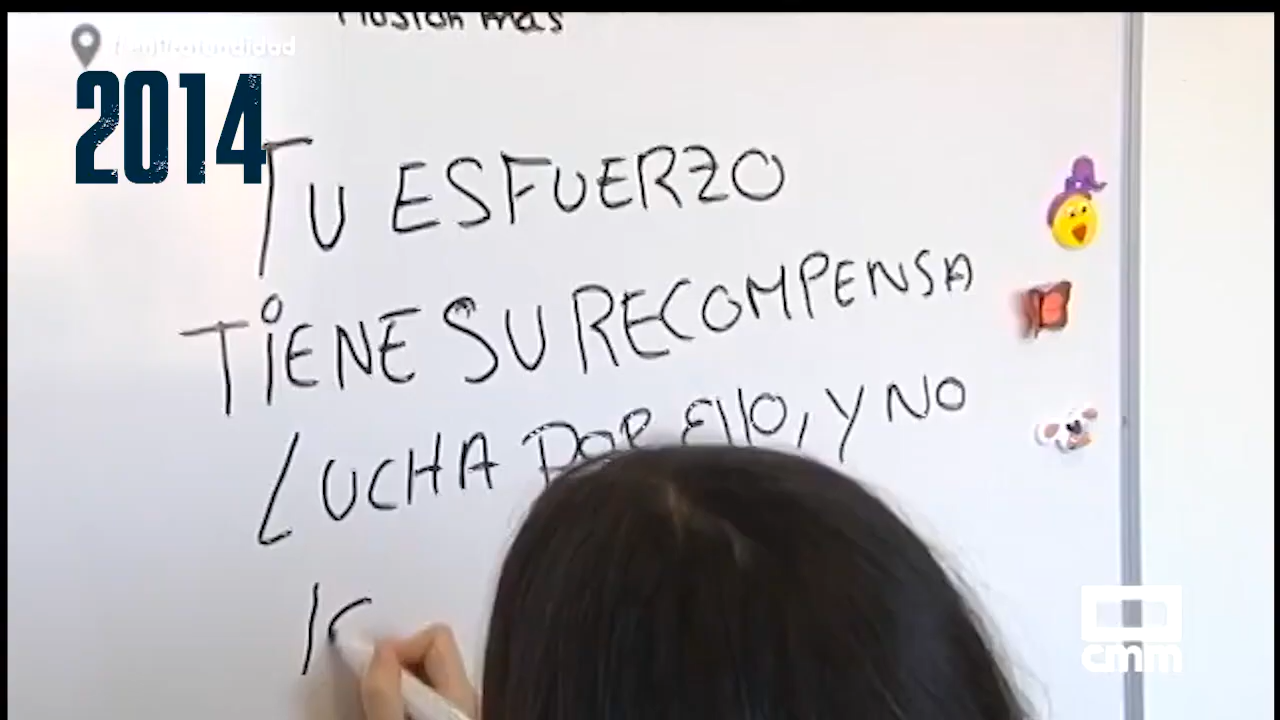 2014
TU ESFUERZO
TiENE SU RECOMPENSA
LUCHA POR EllO, Y NO
cmm